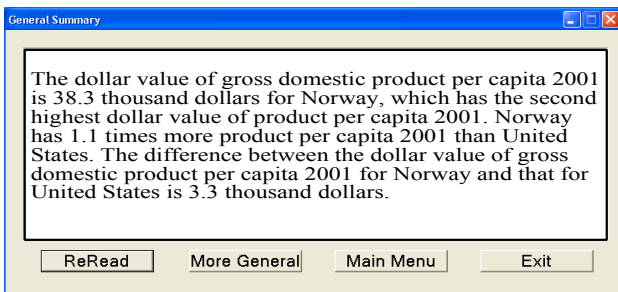 General Summary
The dollar value of gross domestic product per capita 2001
is 38.3 thousand dollars for Norway, which has the second
highest dollar value of product per capita 2001. Norway
has 1.1 times more product per capita 2001 than United
States. The difference between the dollar value of gross
domestic product per capita 2001 for Norway and that for
United States is 3.3 thousand dollars.
ReRead More General Main Menu Exit